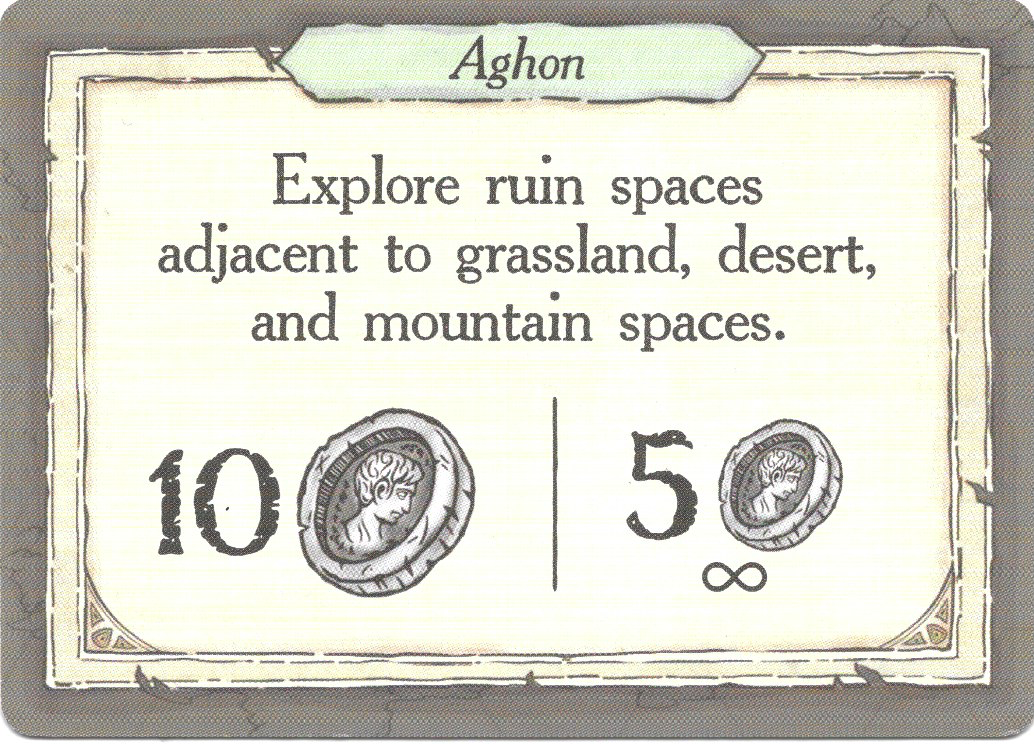 Aghon
Explore ruin spaces
adjacent to grassland, desert,
and mountain spaces.
10
5
∞